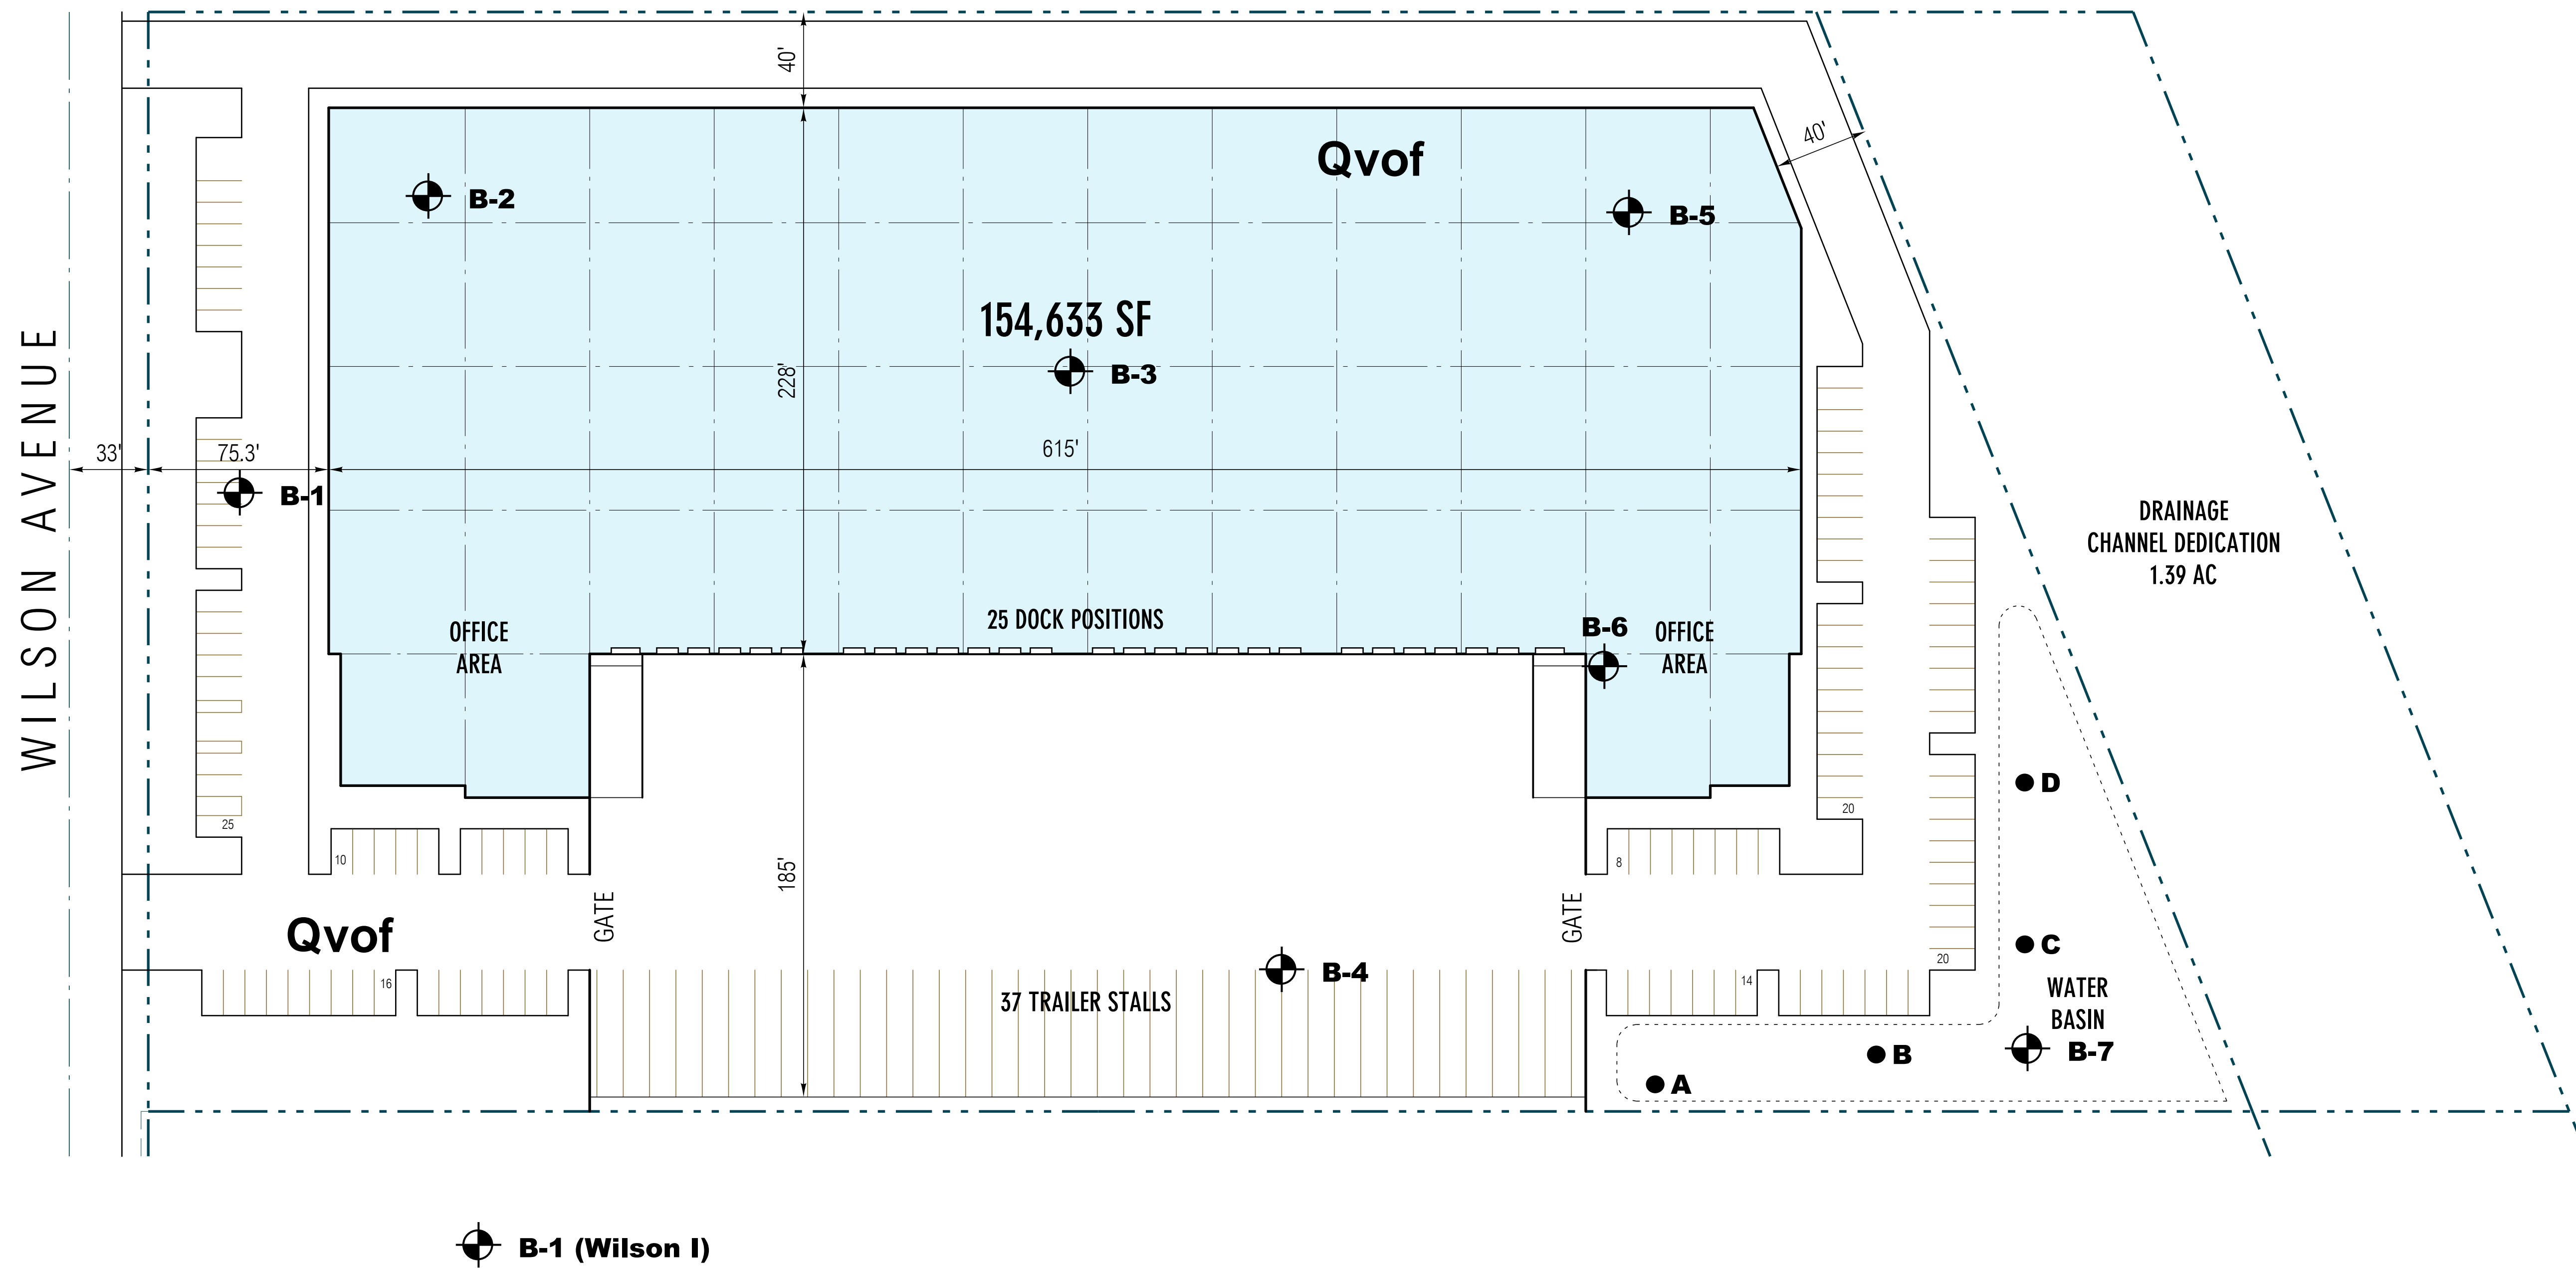 40'
Qvof
40'
B-2
B-5
154,633 SF
B-3
228'
WILSON AVENUE
33'
75.3'
615'
B-1
DRAINAGE
CHANNEL DEDICATION
1.39 AC
25 DOCK POSITIONS
OFFICE
AREA
B-6
OFFICE
AREA
D
25
10
185'
8
20
GATE
GATE
Qvof
C
20
16
B-4
14
37 TRAILER STALLS
WATER
BASIN
B
B-7
A
B-1 (Wilson I)